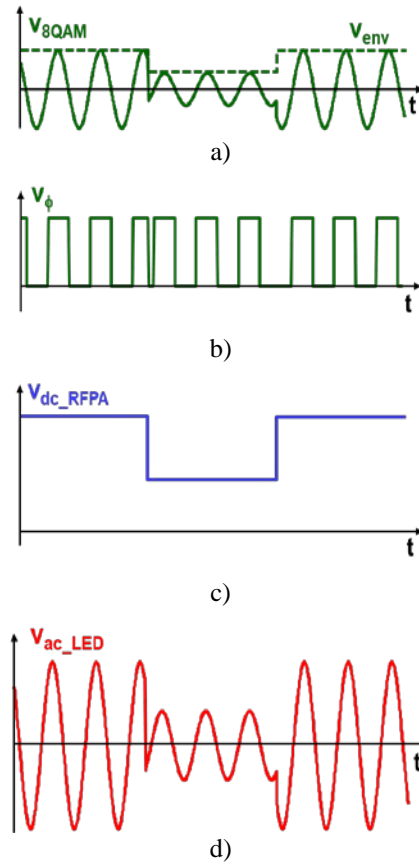 v8QAM
venv
t
a)
vϕ
t
b)
vdc_RFPA
t
c)
vac_LED
t
d)